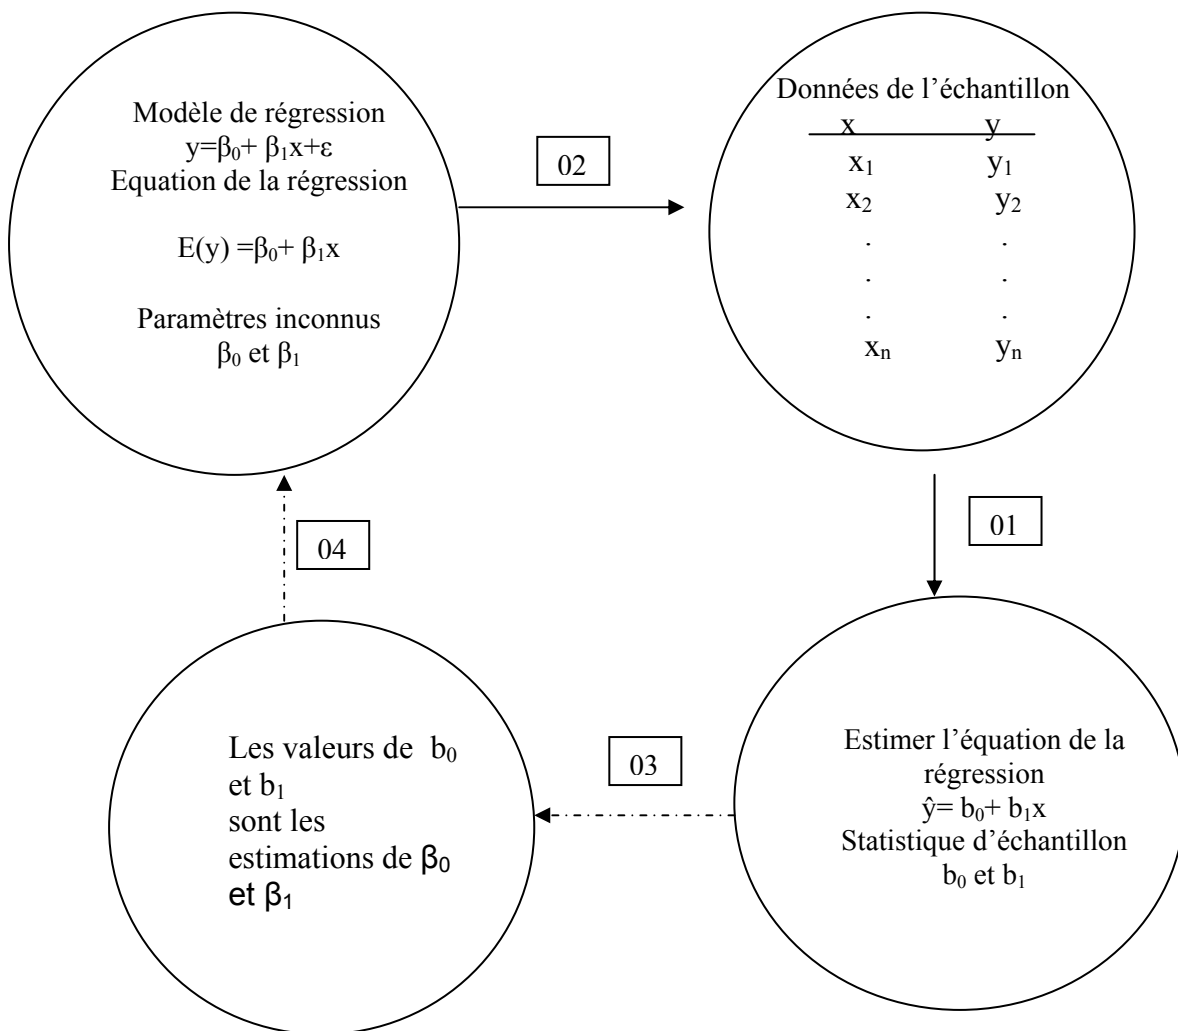 Modèle de régression
y=β₀+ β₁x+ε
Equation de la régression
E(y) =β₀+ β₁x
Paramètres inconnus
β₀ et β₁
02
Données de l’échantillon
x y
x₁ y₁
x₂ y₂
. .
. .
. .
xₙ yₙ
01
04
Les valeurs de b₀
et b₁
sont les
estimations de β₀
et β₁
03
Estimer l’équation de la
régression
ŷ= b₀+ b₁x
Statistique d’échantillon
b₀ et b₁